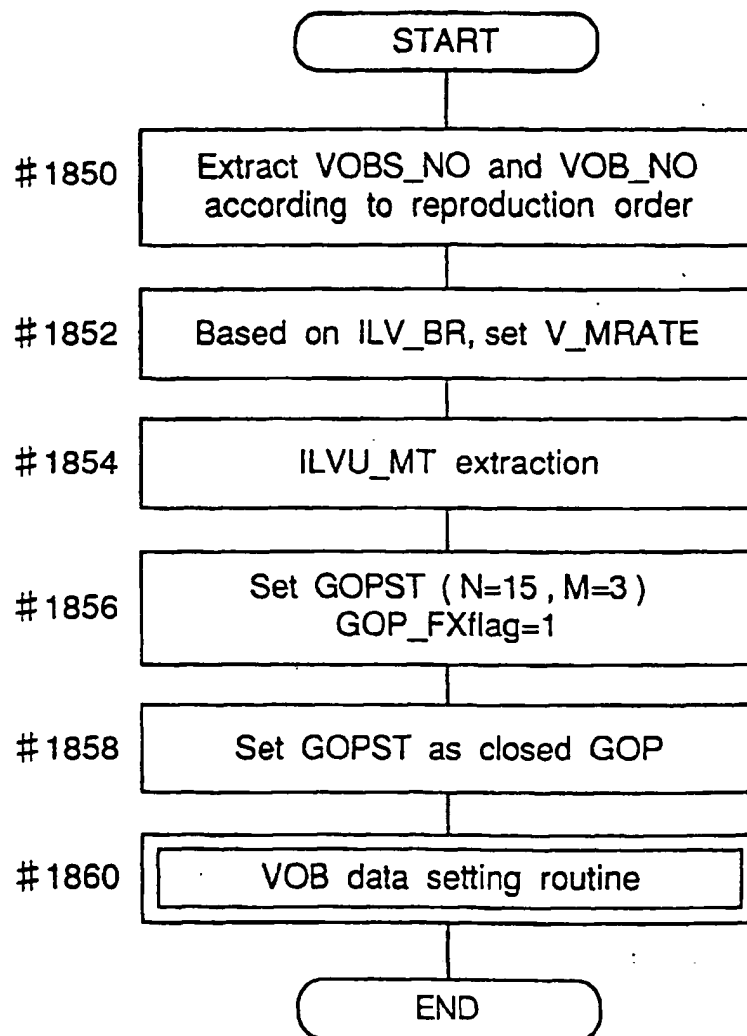 START
#1850
Extract VOBS_NO and VOB_NO
according to reproduction order
#1852
Based on ILV_BR, set V_MRATE
#1854
ILVU_MT extraction
#1856
Set GOPST (N=15, M=3)
GOP_FXflag=1
#1858
Set GOPST as closed GOP
#1860
VOB data setting routine
END